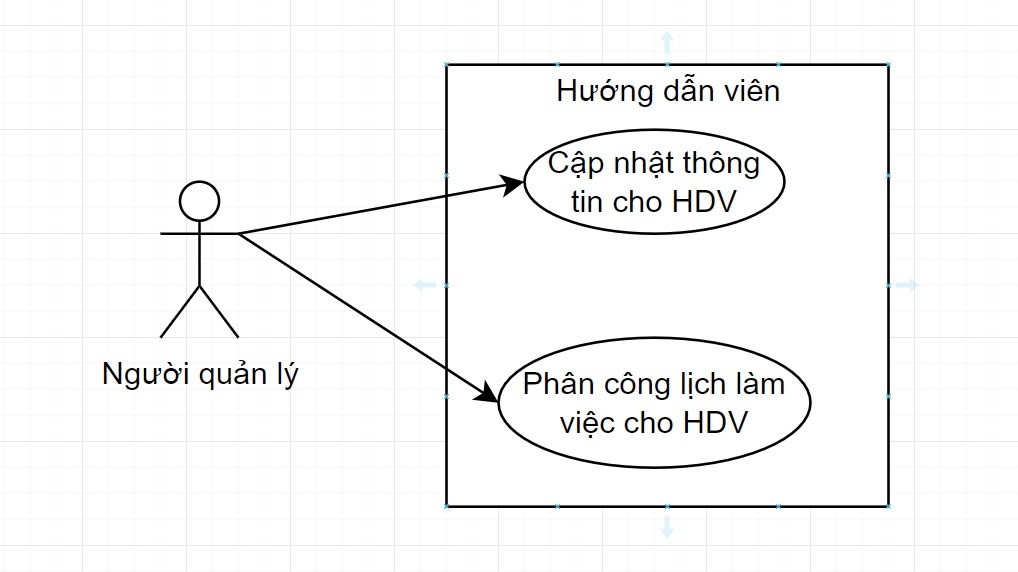 Hướng dẫn viên
Cập nhật thông
tin cho HDV
Người quản lý
Phân công lịch làm
việc cho HDV